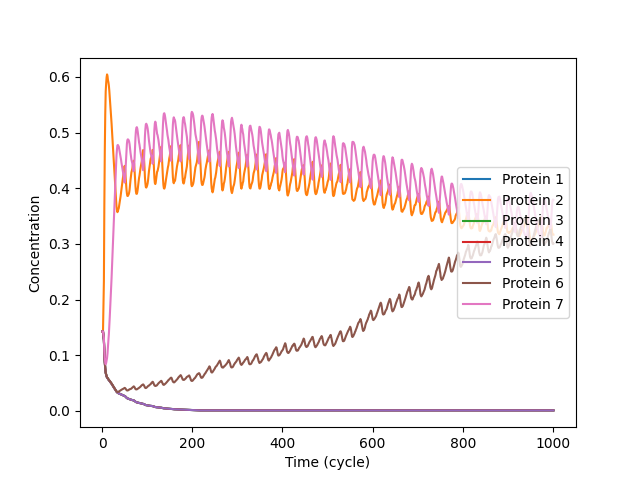 0.6
0.5
0.4
0.3
0.2
0.1
0.0
Concentration
0
200
400
600
800
1000
Time (cycle)
Protein 1
Protein 2
Protein 3
Protein 4
Protein 5
Protein 6
Protein 7